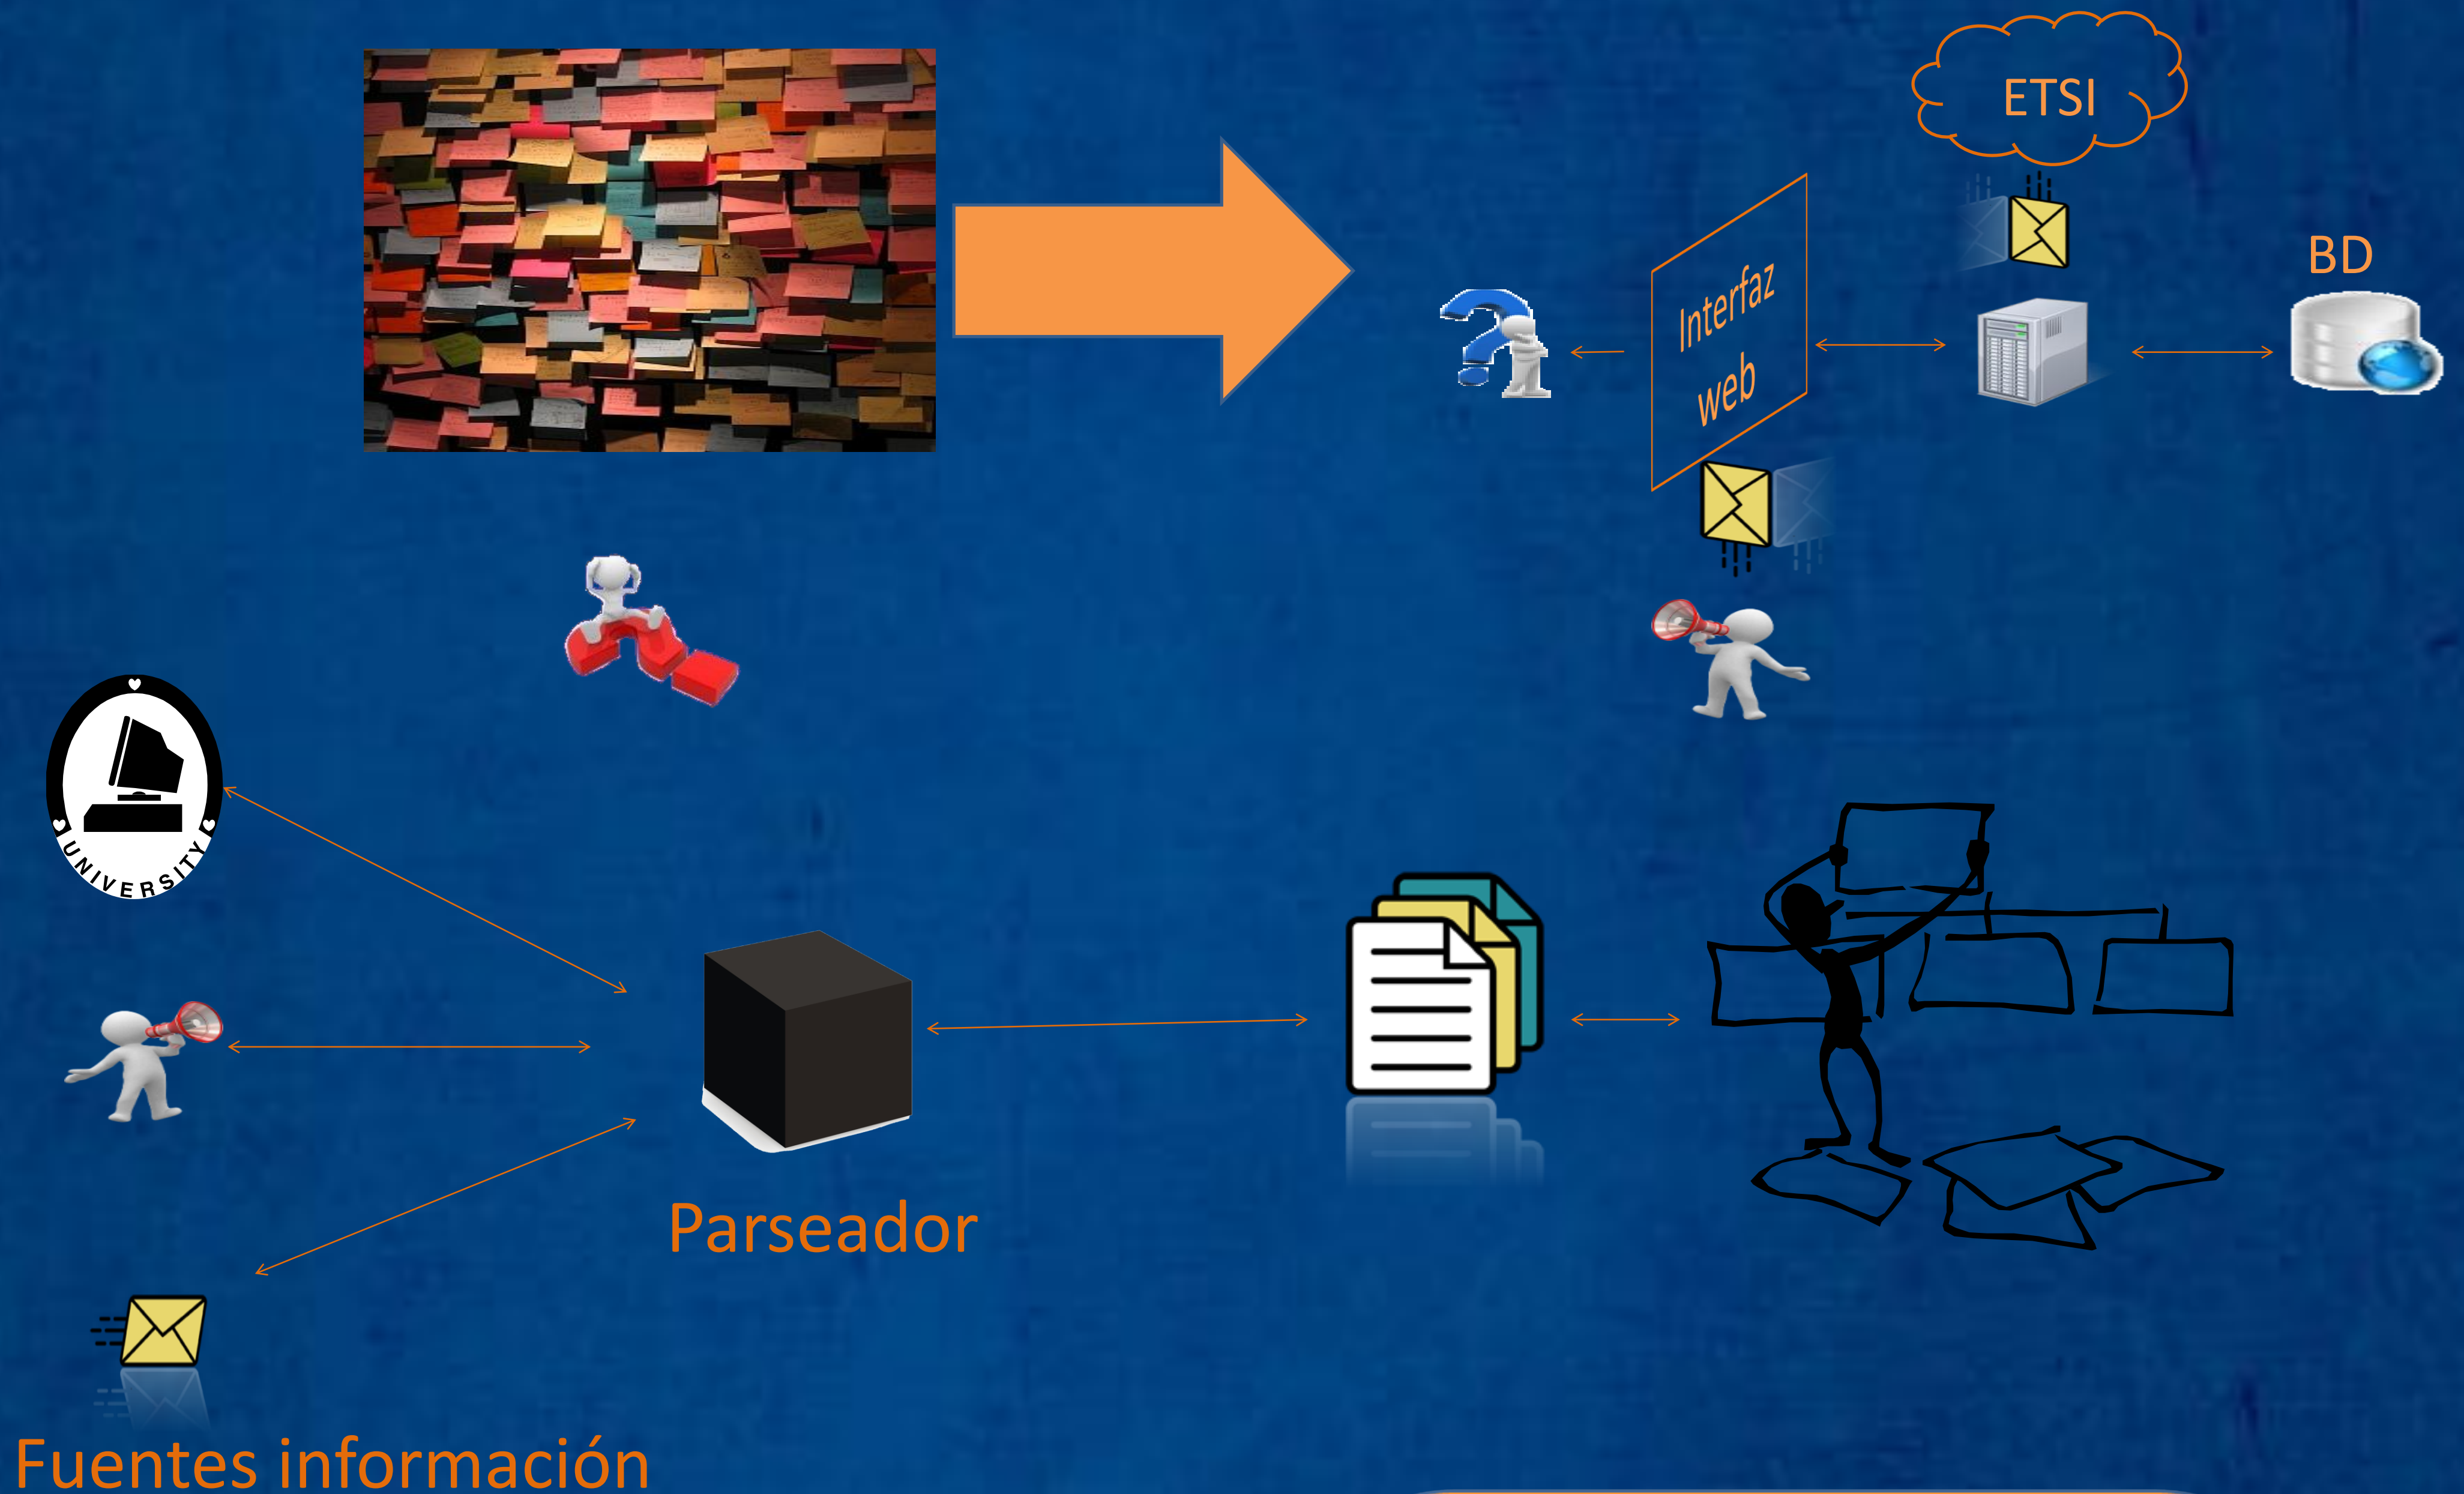 ETSI
BD
Interfaz
web
UNIVERSITY
Parseador
Fuentes información